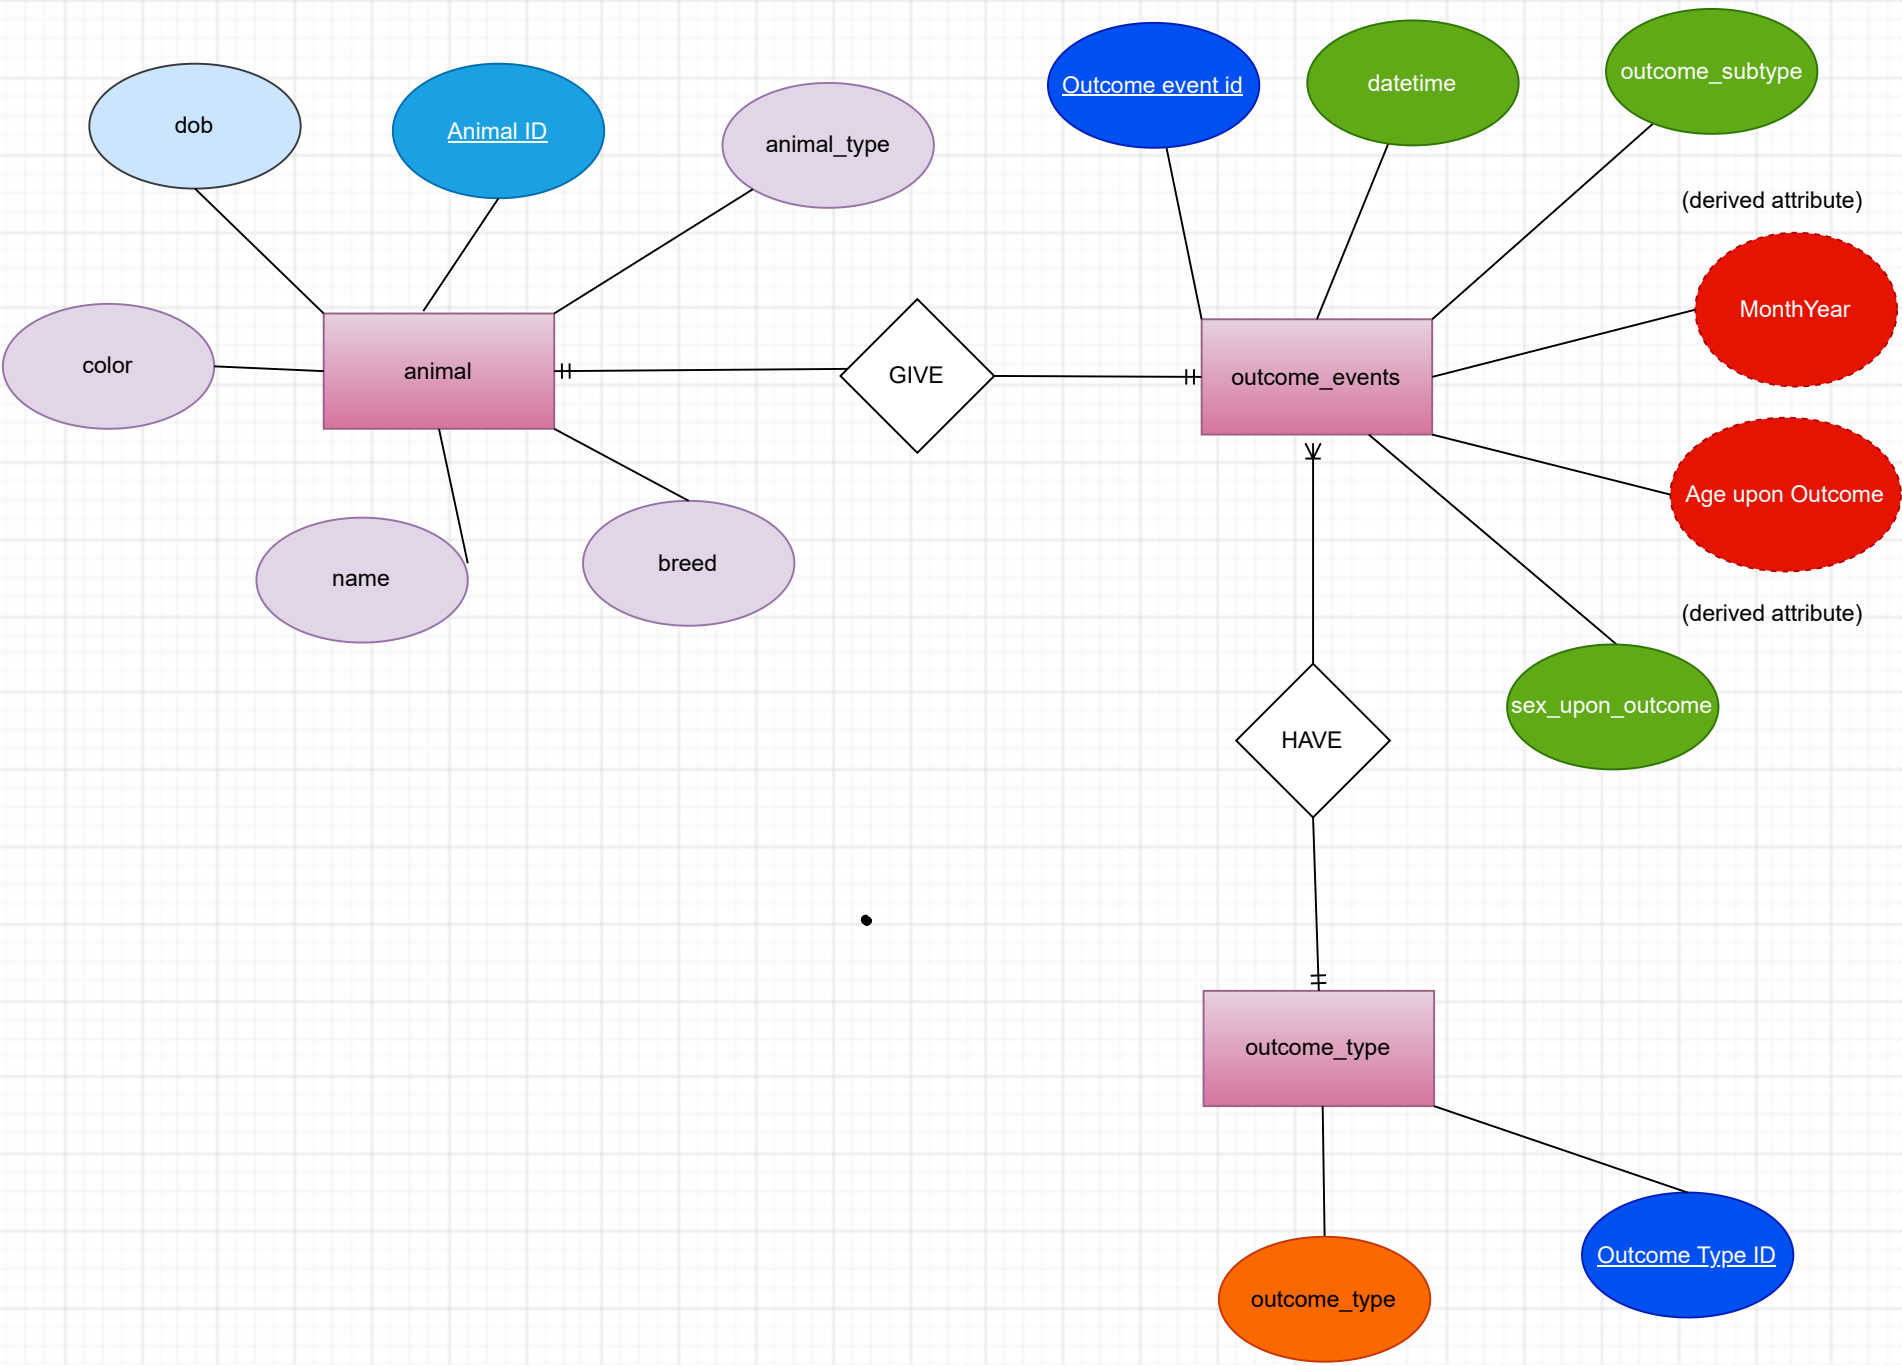 Outcome event id
datetime
outcome_subtype
dob
Animal ID
animal_type
(derived attribute)
MonthYear
color
animal
GIVE
outcome_events
Age upon Outcome
name
breed
(derived attribute)
sex_upon_outcome
HAVE
outcome_type
outcome_type
Outcome Type ID